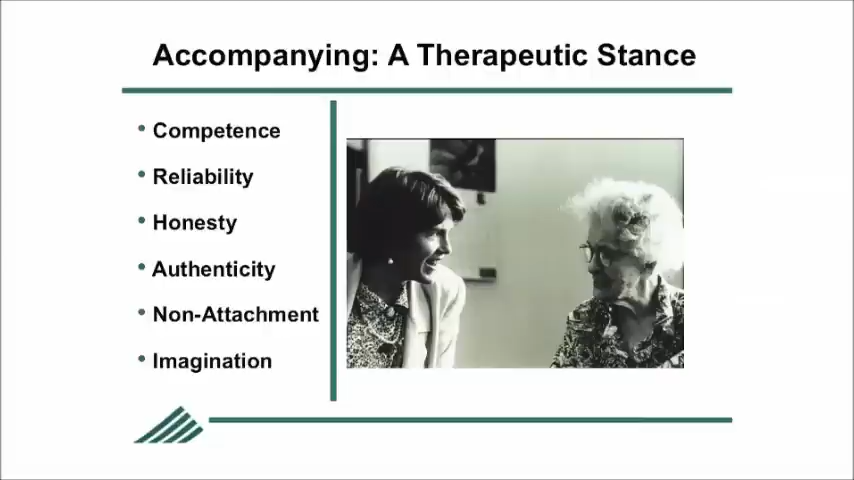 Accompanying: A Therapeutic Stance
• Competence
• Reliability
• Honesty
• Authenticity
• Non-Attachment
• Imagination